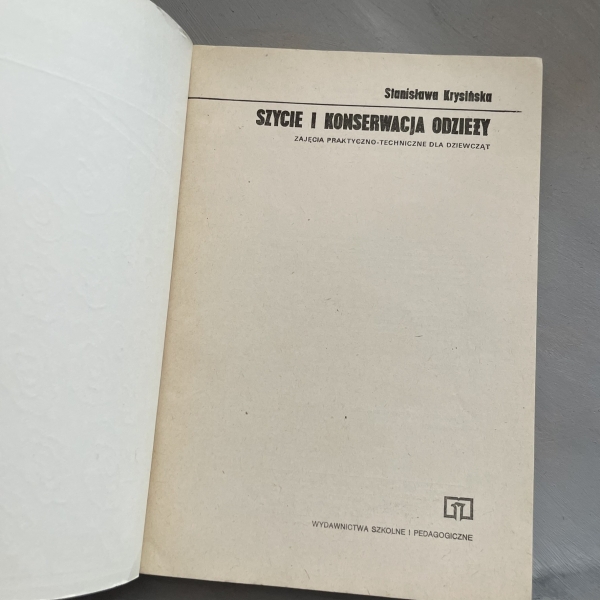 Stanisława Krysińska
SZYCIE I KONSERWACJA ODZIEŻY
ZAJĘCIA PRAKTYCZNO-TECHNICZNE DLA DZIEWCZĄT
WYDAWNICTWA SZKOLNE I PEDAGOGICZNE